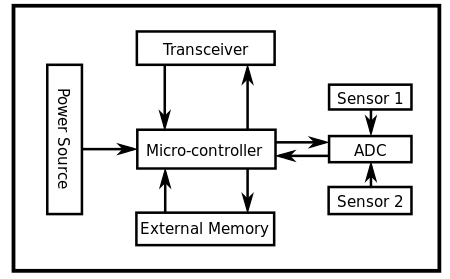 Transceiver
Power Source
Sensor 1
Micro-controller
ADC
Sensor 2
External Memory